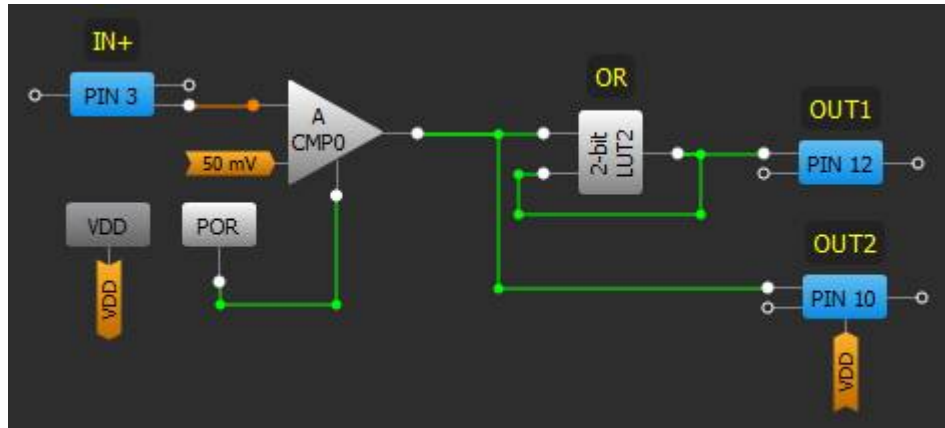 IN+
PIN 3
A
CMP0
50 mV
VDD
VDD
POR
OR
2-bit
LUT2
OUT1
PIN 12
OUT2
PIN 10
VDD